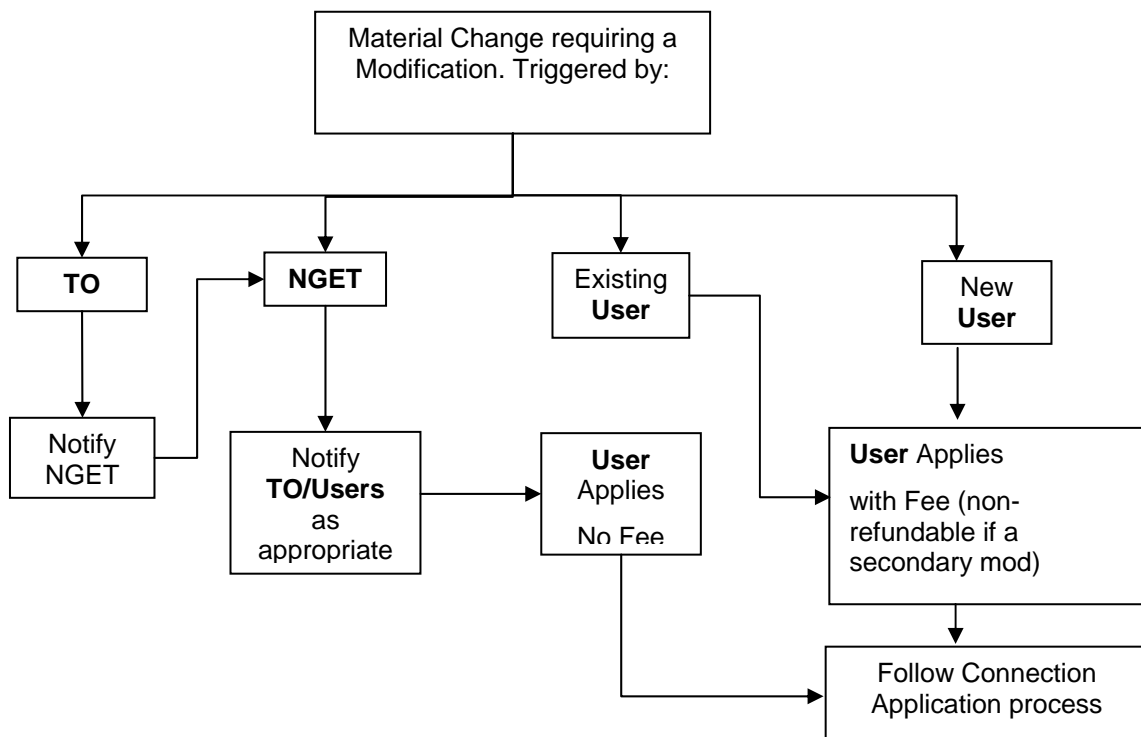 Material Change requiring a
Modification. Triggered by:
TO
NGET
Existing
User
New
User
Notify
NGET
Notify
TO/Users
as
appropriate
User
Applies
No Fee
User Applies
with Fee (non-
refundable if a
secondary mod)
Follow Connection
Application process